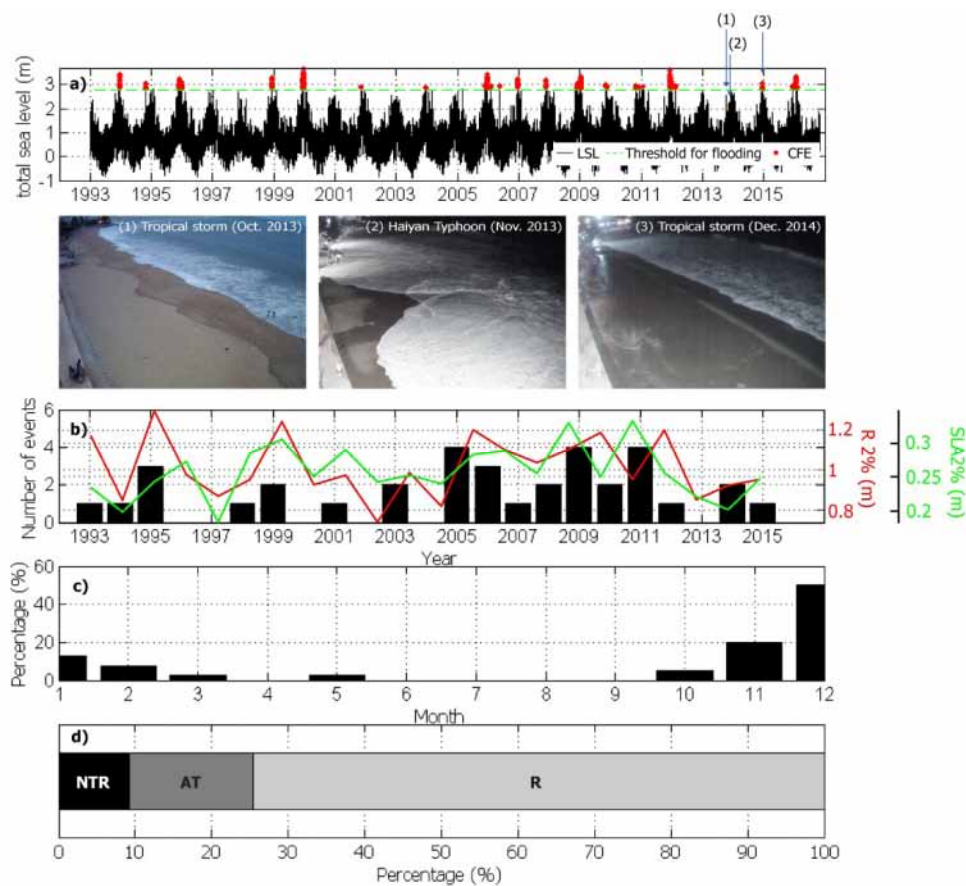 (1)
(2)
(3)
a)
total sea level (m)
3
2
1
0
-1
LSL Threshold for flooding CFE
1993 1995 1997 1999 2001 2003 2005 2007 2009 2011 2013 2015
(1) Tropical storm (Oct. 2013)
(2) Haiyan Typhoon (Nov. 2013)
(3) Tropical storm (Dec. 2014)
b)
Number of events
6
4
2
0
1.2
1
0.8
R 2% (m)
0.3
0.25
0.2
SLA2% (m)
1993 1995 1997 1999 2001 2003 2005 2007 2009 2011 2013 2015
Year
c)
Percentage (%)
60
40
20
0
1 2 3 4 5 6 7 8 9 10 11 12
Month
d)
NTR AT R
0 10 20 30 40 50 60 70 80 90 100
Percentage (%)